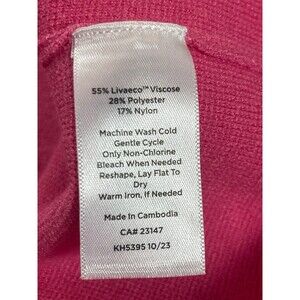 55% Livaeco™ Viscose
28% Polyester
17% Nylon
Machine Wash Cold
Gentle Cycle
Only Non-Chlorine
Bleach When Needed
Reshape, Lay Flat To
Dry
Warm Iron, If Needed
Made In Cambodia
CA# 23147
KH5395 10/23